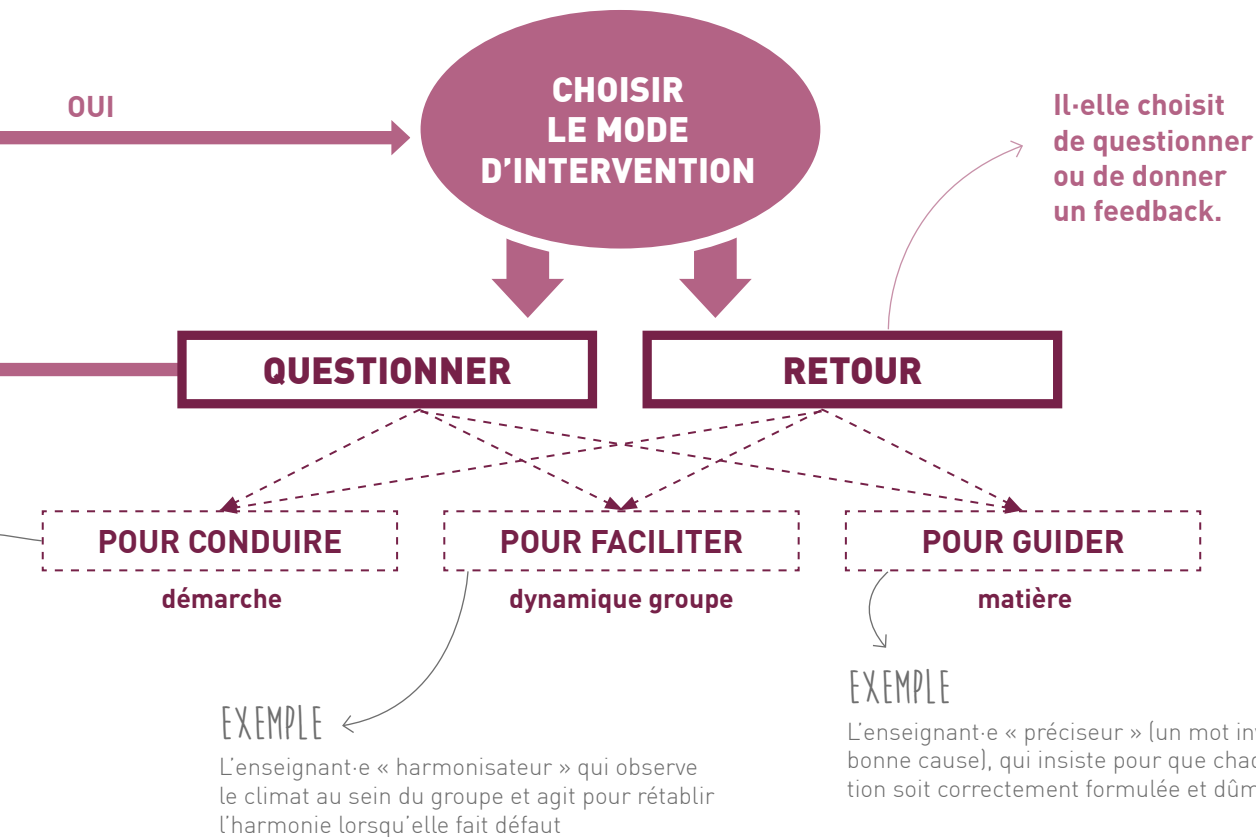 OUI
CHOISIR
LE MODE
D'INTERVENTION
Il·elle choisit
de questionner
ou de donner
un feedback.
QUESTIONNER
RETOUR
POUR CONDUIRE
démarche
POUR FACILITER
dynamique groupe
POUR GUIDER
matière
EXEMPLE
L'enseignant·e « harmonisateur » qui observe
le climat au sein du groupe et agit pour rétablir
l'harmonie lorsqu'elle fait défaut
EXEMPLE
L'enseignant·e « préciseur » (un mot
bonne cause), qui insiste pour que
tion soit correctement formulée et